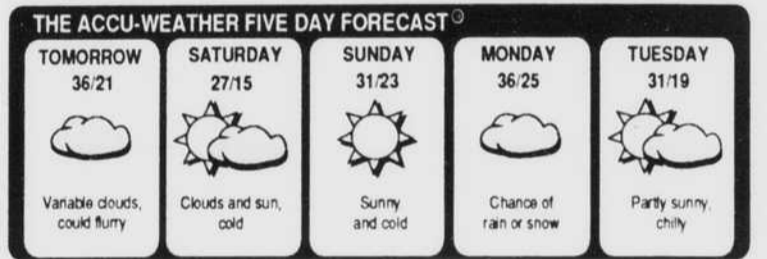 THE ACCU-WEATHER FIVE DAY FORECAST®
TOMORROW
36/21
Variable clouds,
could flurry
SATURDAY
27/15
Clouds and sun,
cold
SUNDAY
31/23
Sunny
and cold
MONDAY
36/25
Chance of
rain or snow
TUESDAY
31/19
Partly sunny,
chilly